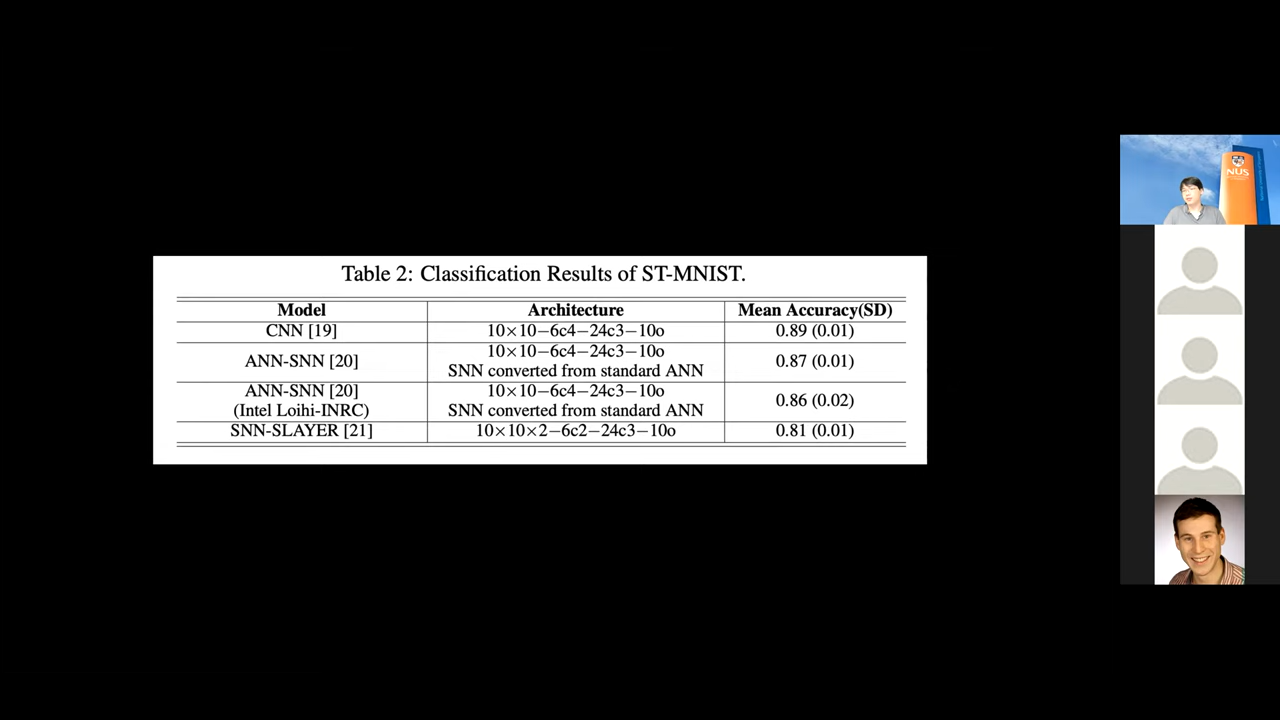 Table 2: Classification Results of ST-MNIST.
Model Architecture Mean Accuracy(SD)
CNN [19] 10×10−6c4−24c3−10o 0.89 (0.01)
ANN-SNN [20] 10×10−6c4−24c3−10o SNN converted from standard ANN 0.87 (0.01)
ANN-SNN [20] (Intel Loihi-INRC) 10×10−6c4−24c3−10o SNN converted from standard ANN 0.86 (0.02)
SNN-SLAYER [21] 10×10×2−6c2−24c3−10o 0.81 (0.01)
NUS